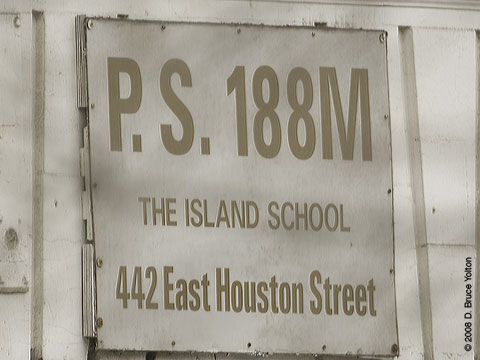 P. S. 188M
THE ISLAND SCHOOL
442 East Houston Street
© 2008 D. Bruce Yolton